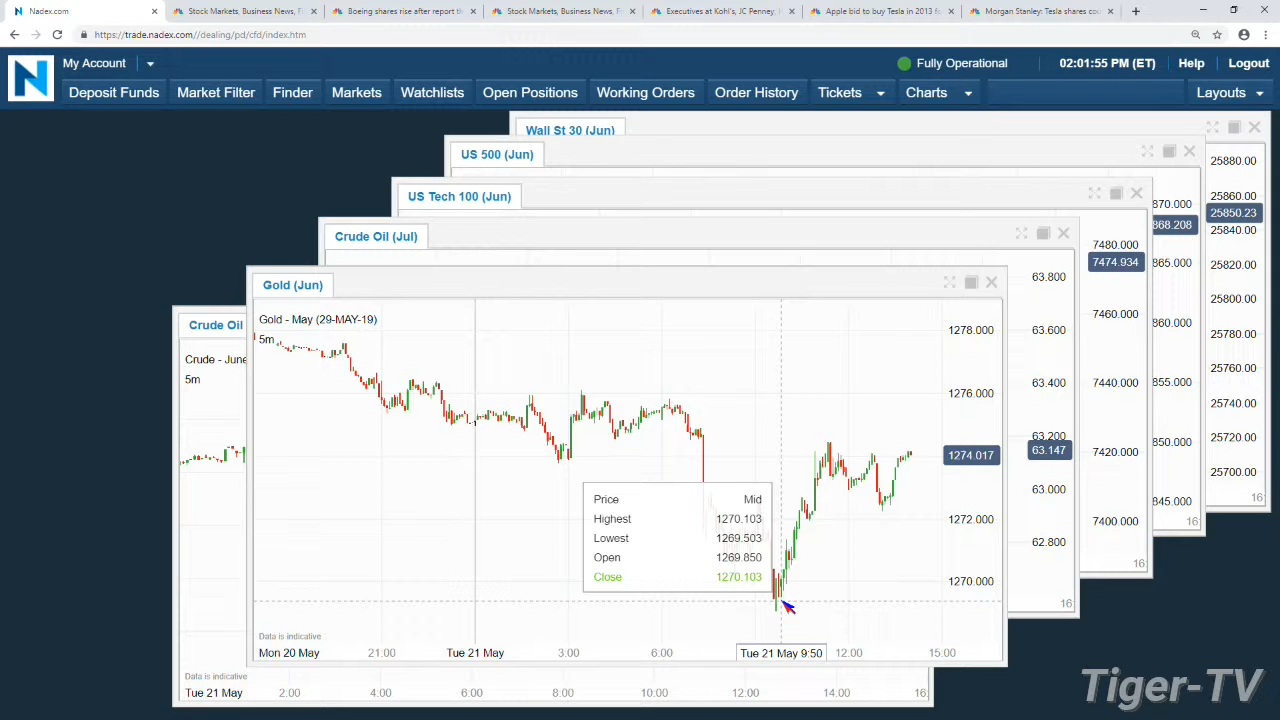 Nadex.com
Stock Markets, Business News, F
Boeing shares rise after report th
Stock Markets, Business News, F
Executives at Kohl's, JC Penney, H
Apple bid to buy Tesla in 2013 f
Morgan Stanley: Tesla shares cou
https://trade.nadex.com//dealing/pd/cfd/index.htm
N
My Account
Fully Operational
02:01:55 PM (ET)
Help
Logout
Deposit Funds
Market Filter
Finder
Markets
Watchlists
Open Positions
Working Orders
Order History
Tickets
Charts
Layouts
Wall St 30 (Jun)
25880.00
25860.00
25850.23
25840.00
25820.00
25800.00
25780.00
25760.00
25740.00
25720.00
25700.00
16
US 500 (Jun)
870.000
868.208
865.000
860.000
855.000
850.000
845.000
16
US Tech 100 (Jun)
7480.000
7474.934
7460.000
7440.000
7420.000
7400.000
16
Crude Oil (Jul)
63.800
63.600
63.400
63.200
63.147
63.000
62.800
16
Gold (Jun)
Gold - May (29-MAY-19)
5m
1278.000
1276.000
1274.017
1272.000
1270.000
Price Mid
Highest 1270.103
Lowest 1269.503
Open 1269.850
Close 1270.103
Data is indicative
Mon 20 May 21:00 Tue 21 May 3:00 6:00 Tue 21 May 9:50 12:00 15:00
Crude Oil
Crude - June
5m
Data is indicative
Tue 21 May 2:00 4:00 6:00 8:00 10:00 12:00 14:00 16:
Tiger-TV